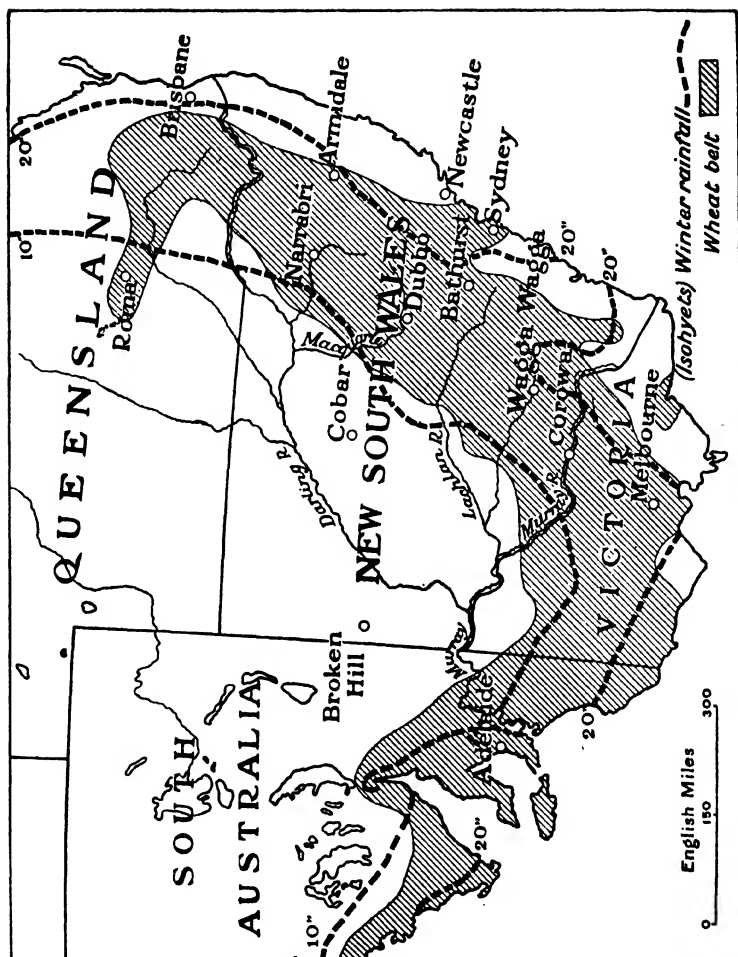 20"
10"
QUEENSLAND
Brisbane
Roma
Armidale
Narrabri
Newcastle
Sydney
Dubbo
Bathurst
NEW SOUTH WALES
Cobar
Darling R.
Lachlan R.
Wagga Wagga
Corowa
Murray R.
20"
20"
VICTORIA
Melbourne
SOUTH
AUSTRALIA
Broken
Hill
Murray
Adelaide
20"
20"
10"
English Miles
0 150 300
(Isohyets) Winter rainfall
Wheat belt